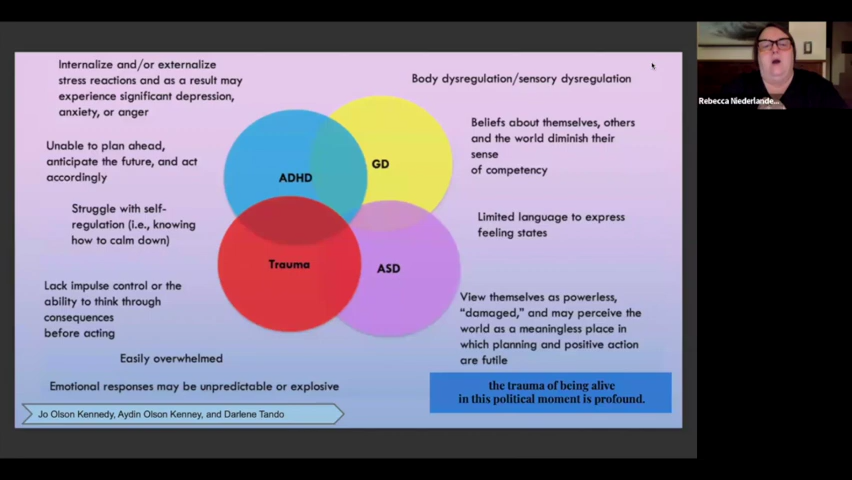 Internalize and/or externalize
stress reactions and as a result may
experience significant depression,
anxiety, or anger
Unable to plan ahead,
anticipate the future, and act
accordingly
Struggle with self-
regulation (i.e., knowing
how to calm down)
Lack impulse control or the
ability to think through
consequences
before acting
Easily overwhelmed
Emotional responses may be unpredictable or explosive
Jo Olson Kennedy, Aydin Olson Kenney, and Darlene Tando
ADHD
GD
Trauma
ASD
Body dysregulation/sensory dysregulation
Beliefs about themselves, others
and the world diminish their
sense
of competency
Limited language to express
feeling states
View themselves as powerless,
“damaged,” and may perceive the
world as a meaningless place in
which planning and positive action
are futile
the trauma of being alive
in this political moment is profound.
Rebecca Niederlande...